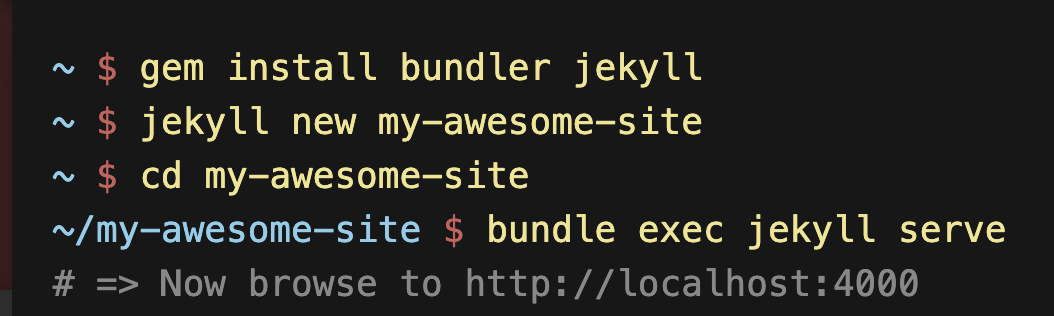 ~ $ gem install bundler jekyll
~ $ jekyll new my-awesome-site
~ $ cd my-awesome-site
~/my-awesome-site $ bundle exec jekyll serve
# => Now browse to http://localhost:4000